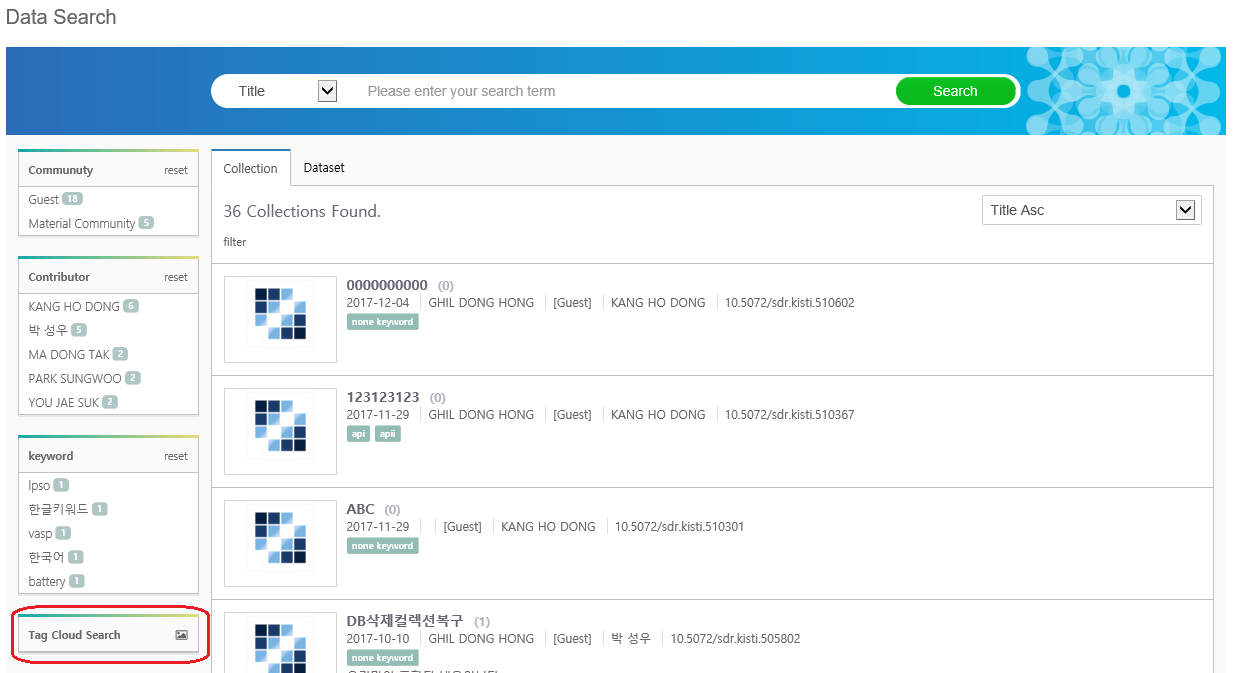 Data Search
Title
Please enter your search term
Search
Communuty reset
Guest 18
Material Community 5
Contributor reset
KANG HO DONG 6
박 성우 5
MA DONG TAK 2
PARK SUNGWOO 2
YOU JAE SUK 2
keyword reset
lpso 1
한글키워드 1
vasp 1
한국어 1
battery 1
Tag Cloud Search
Collection Dataset
36 Collections Found. Title Asc
filter
0000000000 (0)
2017-12-04 GHIL DONG HONG [Guest] KANG HO DONG 10.5072/sdr.kisti.510602
none keyword
123123123 (0)
2017-11-29 GHIL DONG HONG [Guest] KANG HO DONG 10.5072/sdr.kisti.510367
api apii
ABC (0)
2017-11-29 [Guest] KANG HO DONG 10.5072/sdr.kisti.510301
none keyword
DB삭제컬렉션복구 (1)
2017-10-10 GHIL DONG HONG [Guest] 박 성우 10.5072/sdr.kisti.505802
none keyword